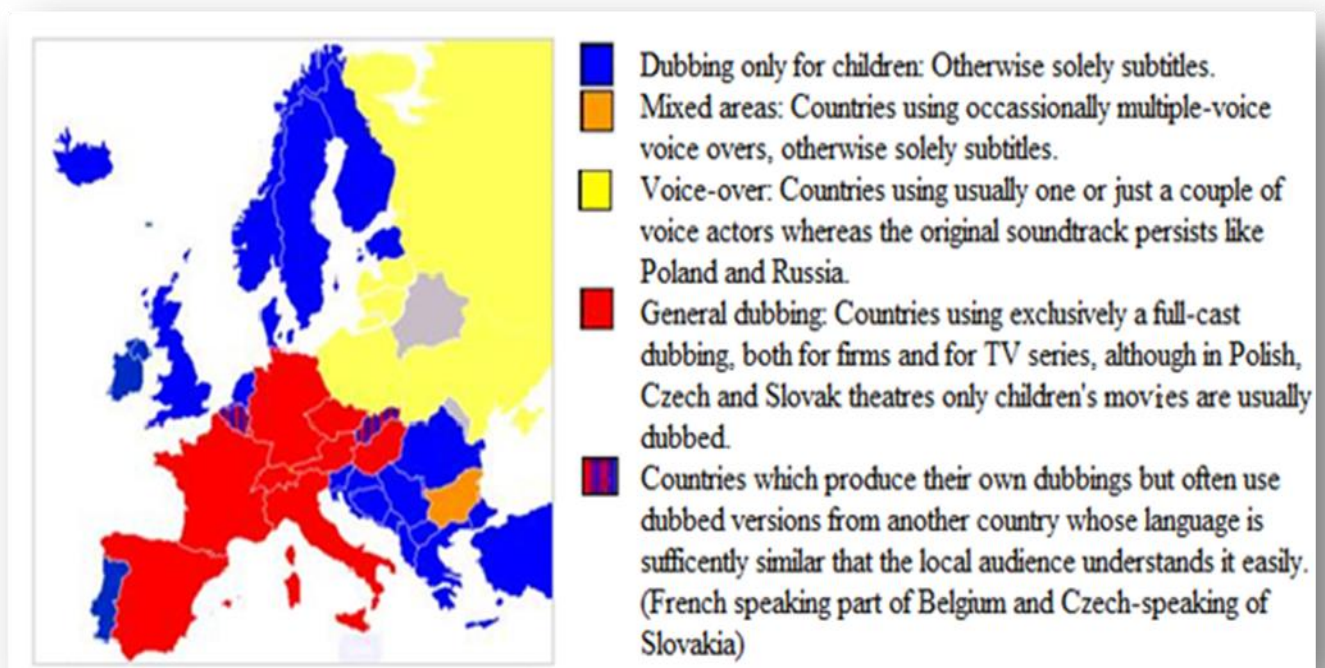 Dubbing only for children: Otherwise solely subtitles.
Mixed areas: Countries using occassionally multiple-voice
voice overs, otherwise solely subtitles.
Voice-over: Countries using usually one or just a couple of
voice actors whereas the original soundtrack persists like
Poland and Russia.
General dubbing: Countries using exclusively a full-cast
dubbing, both for firms and for TV series, although in Polish,
Czech and Slovak theatres only children's movies are usually
dubbed.
Countries which produce their own dubbings but often use
dubbed versions from another country whose language is
sufficently similar that the local audience understands it easily.
(French speaking part of Belgium and Czech-speaking of
Slovakia)